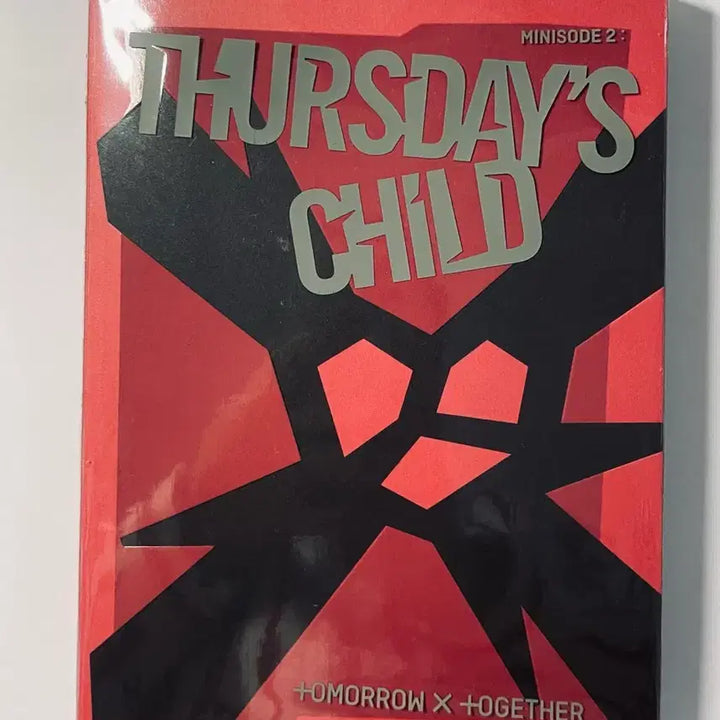 MINISODE 2:
THURSDAY'S
CHiLD
TOMORROW X TOGETHER